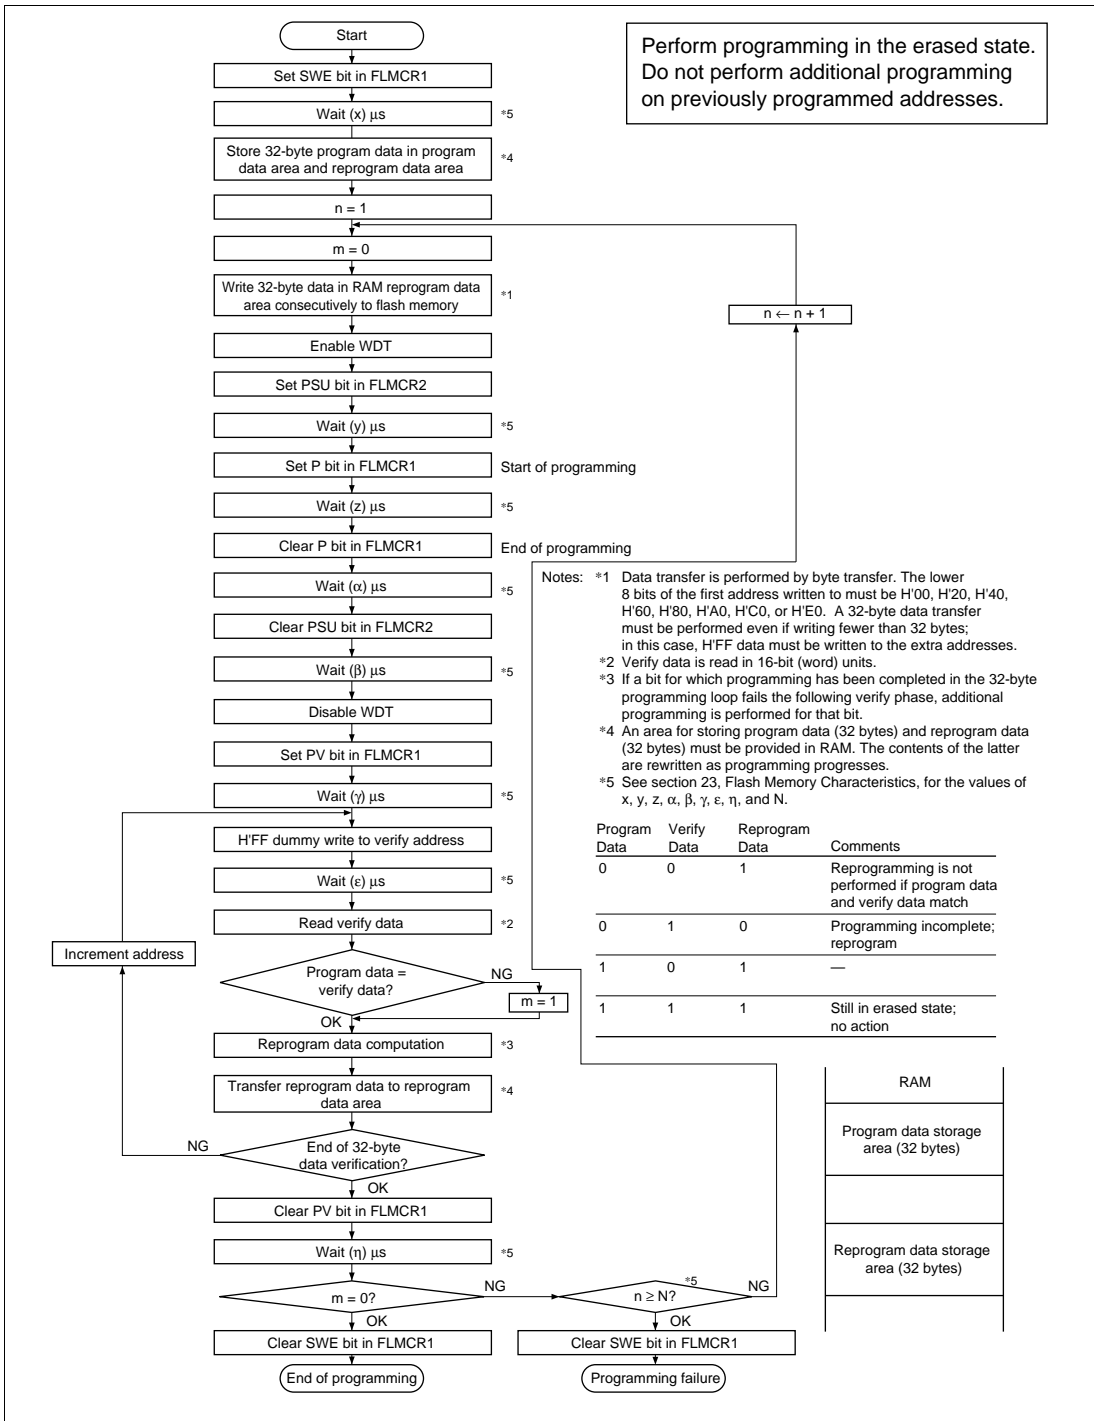 Start
Perform programming in the erased state.
Do not perform additional programming
on previously programmed addresses.
Set SWE bit in FLMCR1
Wait (x) μs
*5
Store 32-byte program data in program
data area and reprogram data area
*4
n = 1
m = 0
Write 32-byte data in RAM reprogram data
area consecutively to flash memory
*1
n ← n + 1
Enable WDT
Set PSU bit in FLMCR2
Wait (y) μs
*5
Set P bit in FLMCR1
Start of programming
Wait (z) μs
*5
Clear P bit in FLMCR1
End of programming
Wait (α) μs
*5
Clear PSU bit in FLMCR2
Wait (β) μs
*5
Disable WDT
Set PV bit in FLMCR1
Wait (γ) μs
*5
H'FF dummy write to verify address
Wait (ε) μs
*5
Read verify data
*2
Increment address
Program data =
verify data?
NG
m = 1
OK
Reprogram data computation
*3
Transfer reprogram data to reprogram
data area
*4
NG
End of 32-byte
data verification?
OK
Clear PV bit in FLMCR1
Wait (η) μs
*5
m = 0?
NG
*5
n ≥ N?
NG
OK
OK
Clear SWE bit in FLMCR1
Clear SWE bit in FLMCR1
End of programming
Programming failure
Notes: *1 Data transfer is performed by byte transfer. The lower
8 bits of the first address written to must be H'00, H'20, H'40,
H'60, H'80, H'A0, H'C0, or H'E0. A 32-byte data transfer
must be performed even if writing fewer than 32 bytes;
in this case, H'FF data must be written to the extra addresses.
*2 Verify data is read in 16-bit (word) units.
*3 If a bit for which programming has been completed in the 32-byte
programming loop fails the following verify phase, additional
programming is performed for that bit.
*4 An area for storing program data (32 bytes) and reprogram data
(32 bytes) must be provided in RAM. The contents of the latter
are rewritten as programming progresses.
*5 See section 23, Flash Memory Characteristics, for the values of
x, y, z, α, β, γ, ε, η, and N.
Program Verify Reprogram
Data Data Data Comments
0 0 1 Reprogramming is not
performed if program data
and verify data match
0 1 0 Programming incomplete;
reprogram
1 0 1 —
1 1 1 Still in erased state;
no action
RAM
Program data storage
area (32 bytes)
Reprogram data storage
area (32 bytes)